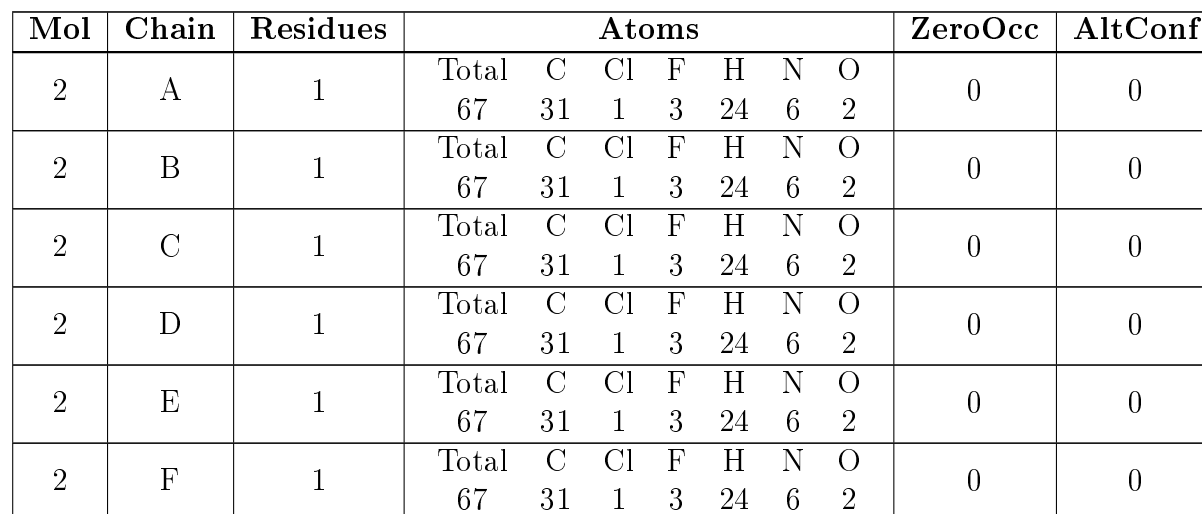 Mol Chain Residues Atoms ZeroOcc AltConf
2 A 1 Total C Cl F H N O 0 0
67 31 1 3 24 6 2
2 B 1 Total C Cl F H N O 0 0
67 31 1 3 24 6 2
2 C 1 Total C Cl F H N O 0 0
67 31 1 3 24 6 2
2 D 1 Total C Cl F H N O 0 0
67 31 1 3 24 6 2
2 E 1 Total C Cl F H N O 0 0
67 31 1 3 24 6 2
2 F 1 Total C Cl F H N O 0 0
67 31 1 3 24 6 2